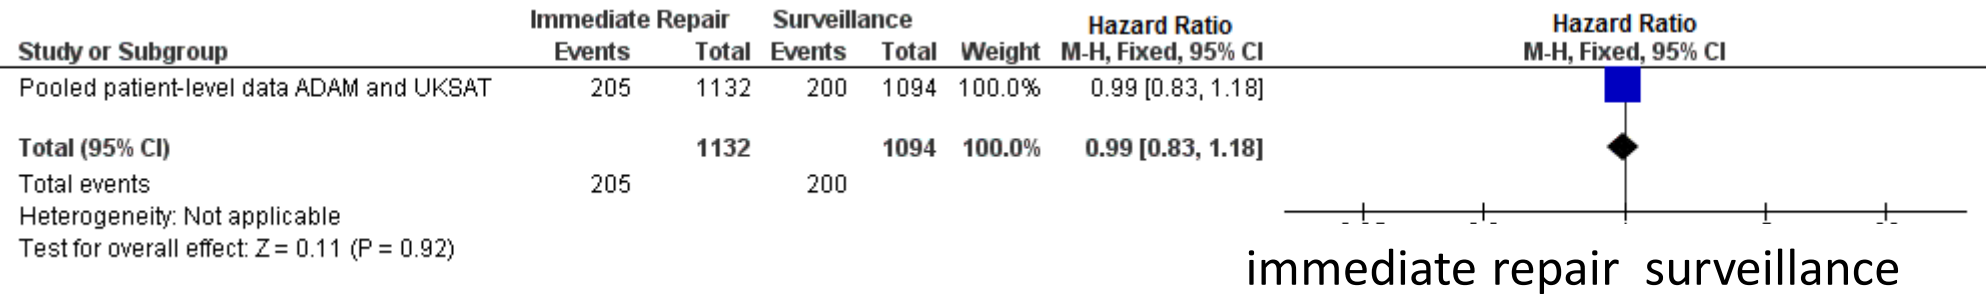 Immediate Repair Surveillance Hazard Ratio Hazard Ratio
Study or Subgroup Events Total Events Total Weight M-H, Fixed, 95% CI M-H, Fixed, 95% CI
Pooled patient-level data ADAM and UKSAT 205 1132 200 1094 100.0% 0.99 [0.83, 1.18]
Total (95% CI) 1132 1094 100.0% 0.99 [0.83, 1.18]
Total events 205 200
Heterogeneity: Not applicable
Test for overall effect: Z = 0.11 (P = 0.92)
immediate repair surveillance